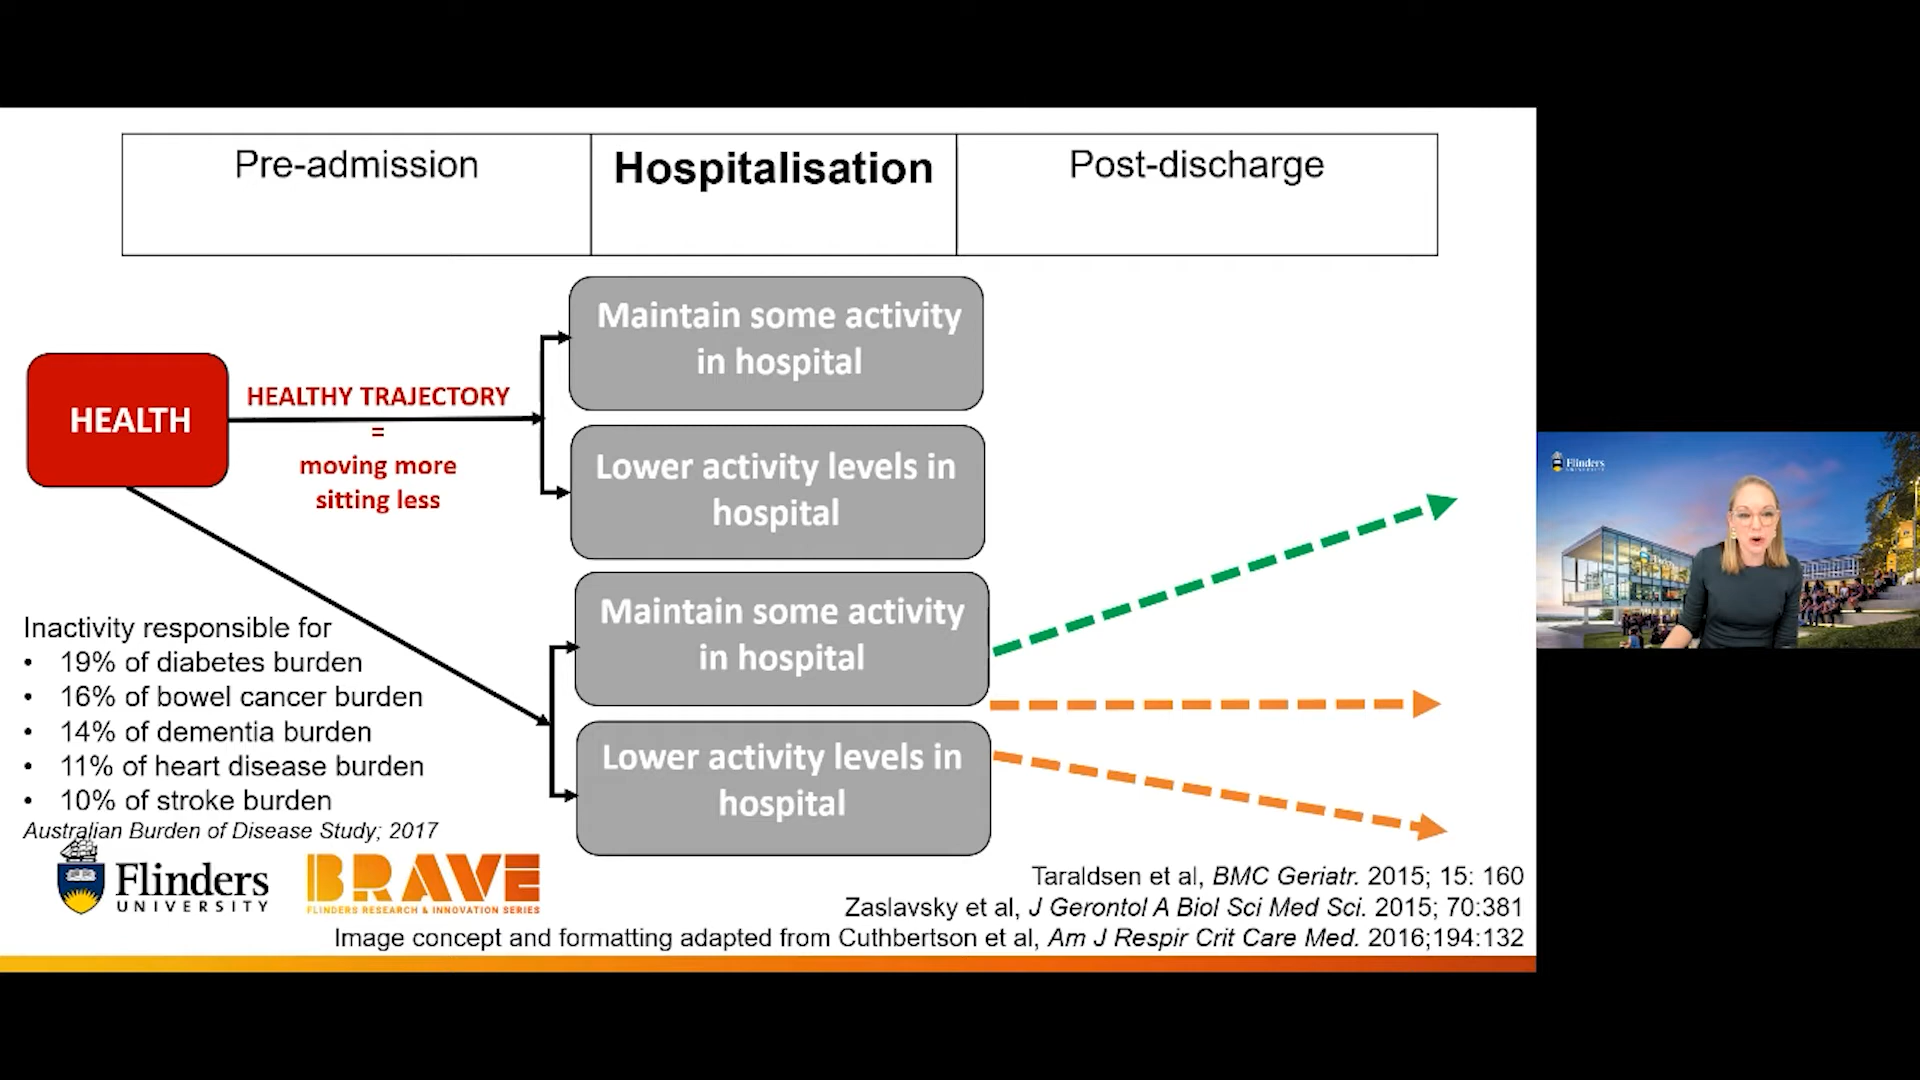 Pre-admission
Hospitalisation
Post-discharge
Maintain some activity
in hospital
HEALTH
HEALTHY TRAJECTORY
=
moving more
sitting less
Lower activity levels in
hospital
Maintain some activity
in hospital
Lower activity levels in
hospital
Inactivity responsible for
• 19% of diabetes burden
• 16% of bowel cancer burden
• 14% of dementia burden
• 11% of heart disease burden
• 10% of stroke burden
Australian Burden of Disease Study; 2017
Flinders
UNIVERSITY
BRAVE
FLINDERS RESEARCH & INNOVATION SERIES
Taraldsen et al, BMC Geriatr. 2015; 15: 160
Zaslavsky et al, J Gerontol A Biol Sci Med Sci. 2015; 70:381
Image concept and formatting adapted from Cuthbertson et al, Am J Respir Crit Care Med. 2016;194:132
Flinders
UNIVERSITY